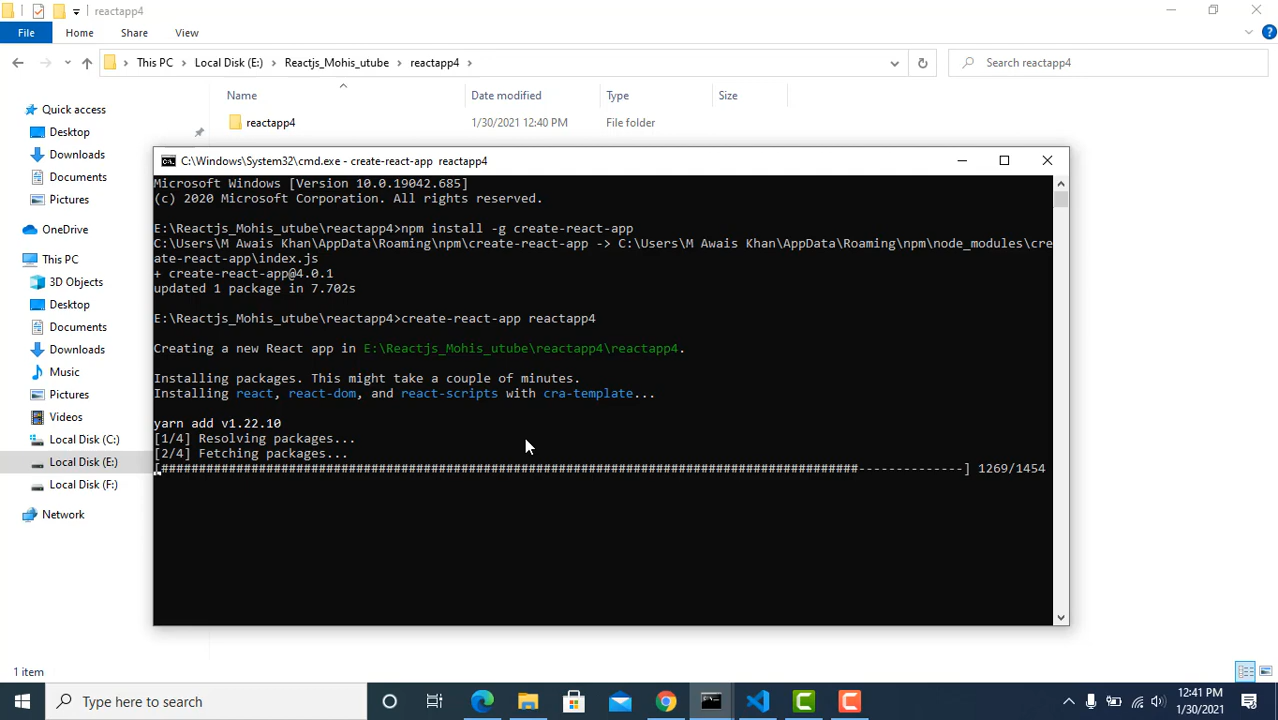 reactapp4
File Home Share View
This PC Local Disk (E:) Reactjs_Mohis_utube reactapp4
Search reactapp4
Name Date modified Type Size
reactapp4 1/30/2021 12:40 PM File folder
Quick access
Desktop
Downloads
Documents
Pictures
OneDrive
This PC
3D Objects
Desktop
Documents
Downloads
Music
Pictures
Videos
Local Disk (C:)
Local Disk (E:)
Local Disk (F:)
Network
C:\Windows\System32\cmd.exe - create-react-app reactapp4
Microsoft Windows [Version 10.0.19042.685]
(c) 2020 Microsoft Corporation. All rights reserved.
E:\Reactjs_Mohis_utube\reactapp4>npm install -g create-react-app
C:\Users\M Awais Khan\AppData\Roaming\npm\create-react-app -> C:\Users\M Awais Khan\AppData\Roaming\npm\node_modules\cre
ate-react-app\index.js
+ create-react-app@4.0.1
updated 1 package in 7.702s
E:\Reactjs_Mohis_utube\reactapp4>create-react-app reactapp4
Creating a new React app in E:\Reactjs_Mohis_utube\reactapp4\reactapp4.
Installing packages. This might take a couple of minutes.
Installing react, react-dom, and react-scripts with cra-template...
yarn add v1.22.10
[1/4] Resolving packages...
[2/4] Fetching packages...
[#############################################################################################--------------] 1269/1454
1 item
Type here to search
12:41 PM
1/30/2021